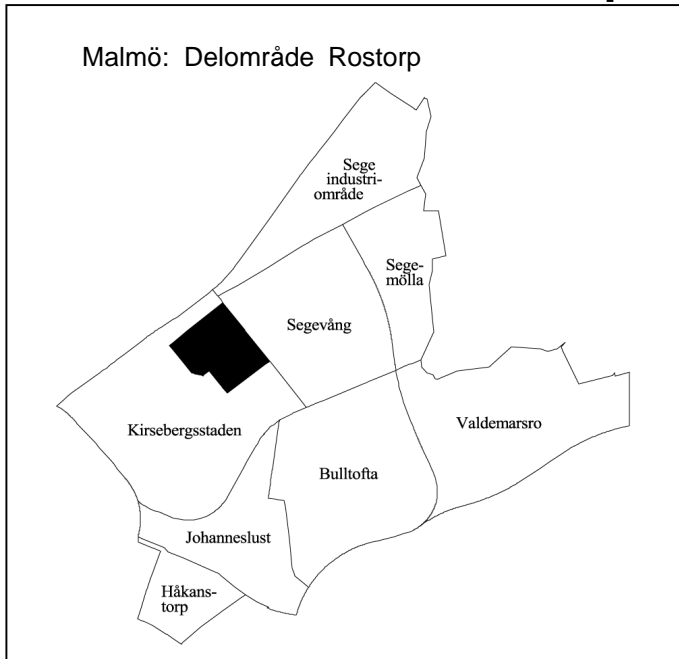 Malmö: Delområde Rostorp
Sege
industri-
område
Sege-
mölla
Segevång
Valdemarsro
Kirsebergsstaden
Bulltofta
Johanneslust
Håkans-
torp